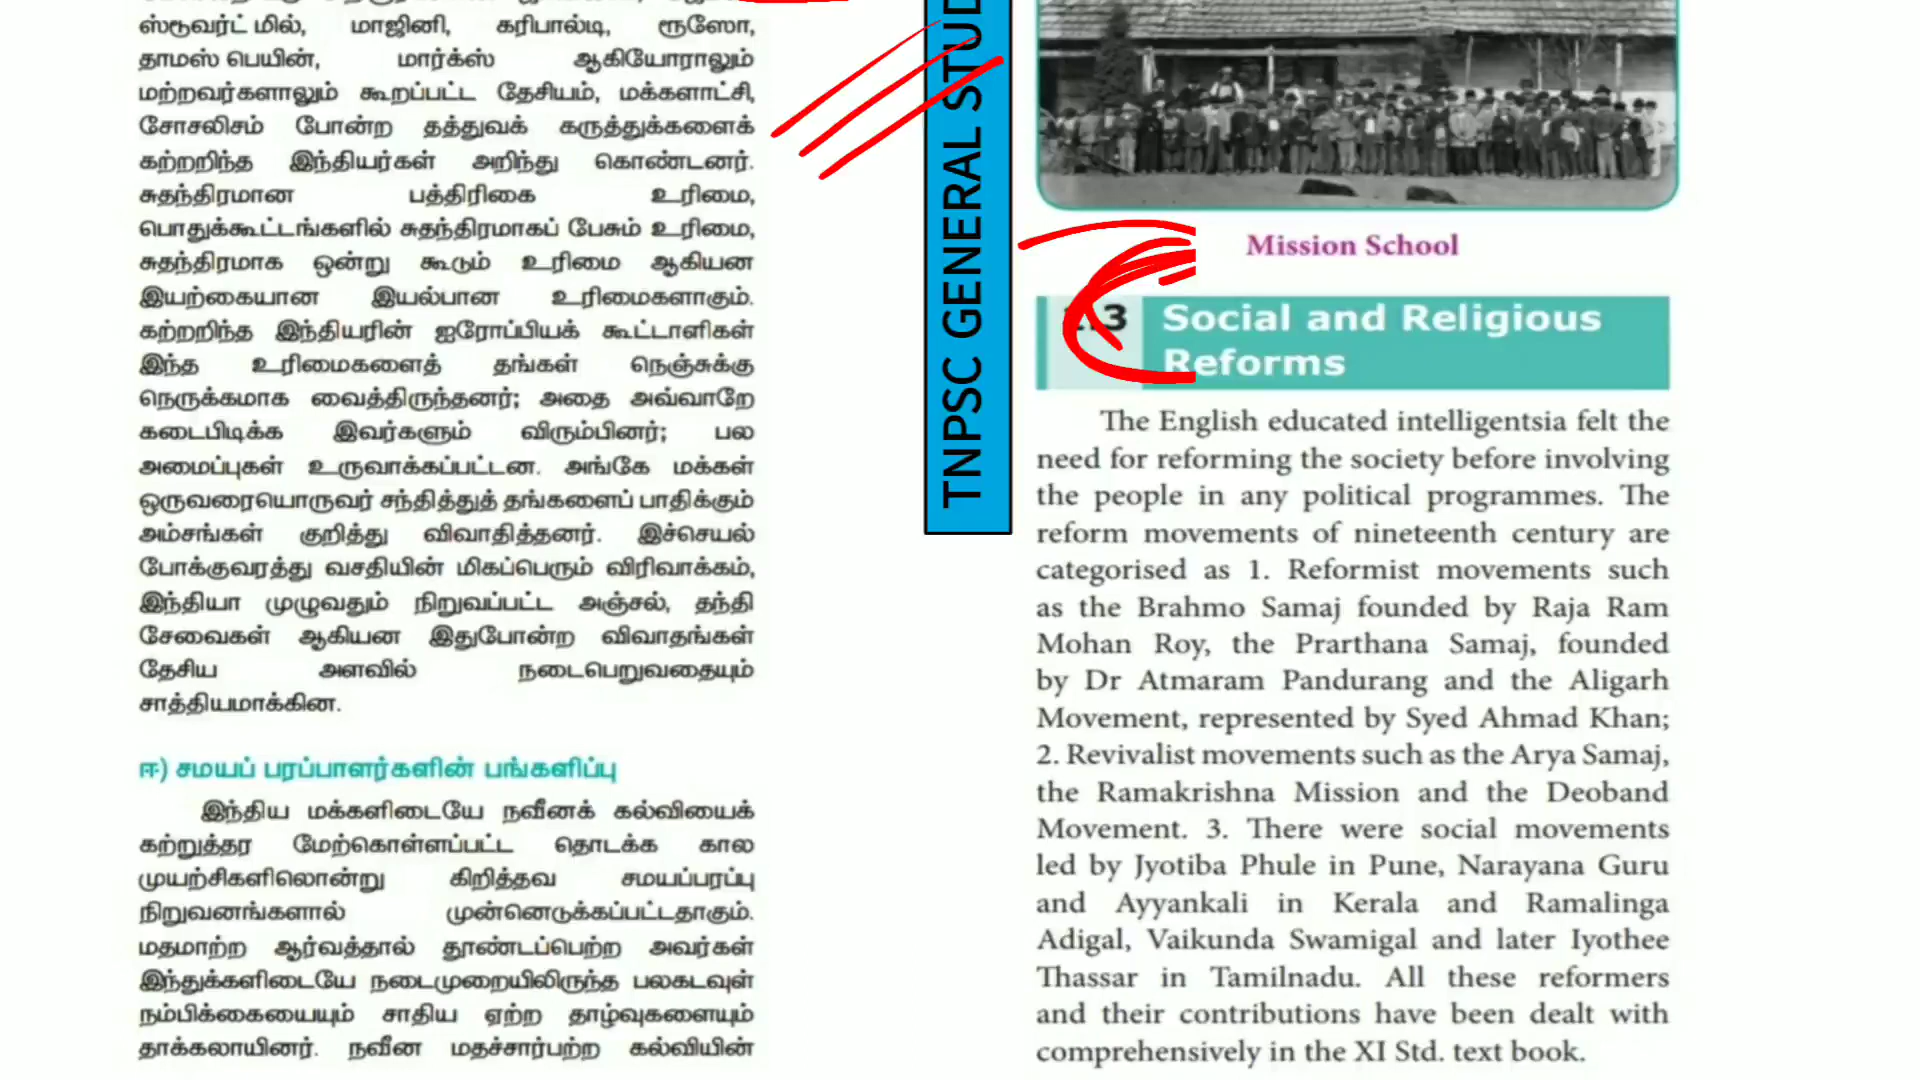 ஸ்டூவர்ட் மில், மாஜினி, கரிபால்டி, ரூஸோ,
தாமஸ் பெயின், மார்க்ஸ் ஆகியோராலும்
மற்றவர்களாலும் கூறப்பட்ட தேசியம், மக்களாட்சி,
சோசலிசம் போன்ற தத்துவக் கருத்துக்களைக்
கற்றறிந்த இந்தியர்கள் அறிந்து கொண்டனர்.
சுதந்திரமான பத்திரிகை உரிமை,
பொதுக்கூட்டங்களில் சுதந்திரமாகப் பேசும் உரிமை,
சுதந்திரமாக ஒன்று கூடும் உரிமை ஆகியன
இயற்கையான இயல்பான உரிமைகளாகும்.
கற்றறிந்த இந்தியரின் ஐரோப்பியக் கூட்டாளிகள்
இந்த உரிமைகளைத் தங்கள் நெஞ்சுக்கு
நெருக்கமாக வைத்திருந்தனர்; அதை அவ்வாறே
கடைபிடிக்க இவர்களும் விரும்பினர்; பல
அமைப்புகள் உருவாக்கப்பட்டன. அங்கே மக்கள்
ஒருவரையொருவர் சந்தித்துத் தங்களைப் பாதிக்கும்
அம்சங்கள் குறித்து விவாதித்தனர். இச்செயல்
போக்குவரத்து வசதியின் மிகப்பெரும் விரிவாக்கம்,
இந்தியா முழுவதும் நிறுவப்பட்ட அஞ்சல், தந்தி
சேவைகள் ஆகியன இதுபோன்ற விவாதங்கள்
தேசிய அளவில் நடைபெறுவதையும்
சாத்தியமாக்கின.
ஈ) சமயப் பரப்பாளர்களின் பங்களிப்பு
இந்திய மக்களிடையே நவீனக் கல்வியைக்
கற்றுத்தர மேற்கொள்ளப்பட்ட தொடக்க கால
முயற்சிகளிலொன்று கிறித்தவ சமயப்பரப்பு
நிறுவனங்களால் முன்னெடுக்கப்பட்டதாகும்.
மதமாற்ற ஆர்வத்தால் தூண்டப்பெற்ற அவர்கள்
இந்துக்களிடையே நடைமுறையிலிருந்த பலகடவுள்
நம்பிக்கையையும் சாதிய ஏற்ற தாழ்வுகளையும்
தாக்கலாயினர். நவீன மதச்சார்பற்ற கல்வியின்
TNPSC GENERAL STUD
Mission School
Social and Religious
Reforms
The English educated intelligentsia felt the
need for reforming the society before involving
the people in any political programmes. The
reform movements of nineteenth century are
categorised as 1. Reformist movements such
as the Brahmo Samaj founded by Raja Ram
Mohan Roy, the Prarthana Samaj, founded
by Dr Atmaram Pandurang and the Aligarh
Movement, represented by Syed Ahmad Khan;
2. Revivalist movements such as the Arya Samaj,
the Ramakrishna Mission and the Deoband
Movement. 3. There were social movements
led by Jyotiba Phule in Pune, Narayana Guru
and Ayyankali in Kerala and Ramalinga
Adigal, Vaikunda Swamigal and later Iyothee
Thassar in Tamilnadu. All these reformers
and their contributions have been dealt with
comprehensively in the XI Std. text book.